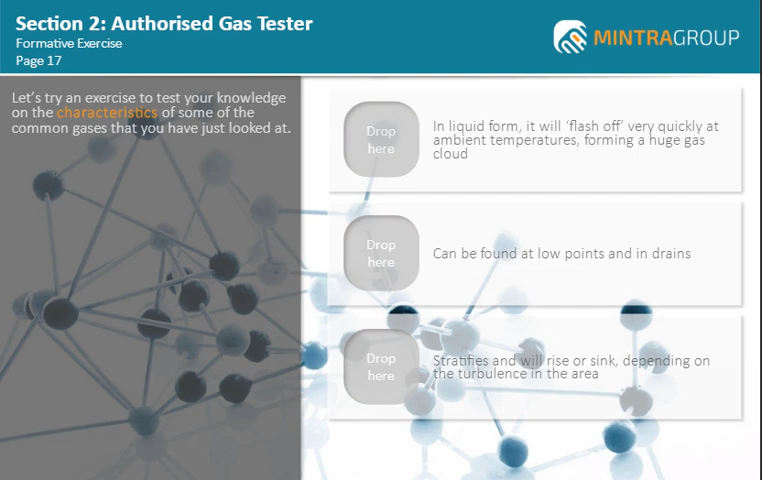 Section 2: Authorised Gas Tester
Formative Exercise
Page 17
MINTRAGROUP
Let's try an exercise to test your knowledge
on the characteristics of some of the
common gases that you have just looked at.
Drop
here
In liquid form, it will ‘flash off’ very quickly at
ambient temperatures, forming a huge gas
cloud
Drop
here
Can be found at low points and in drains
Drop
here
Stratifies and will rise or sink, depending on
the turbulence in the area